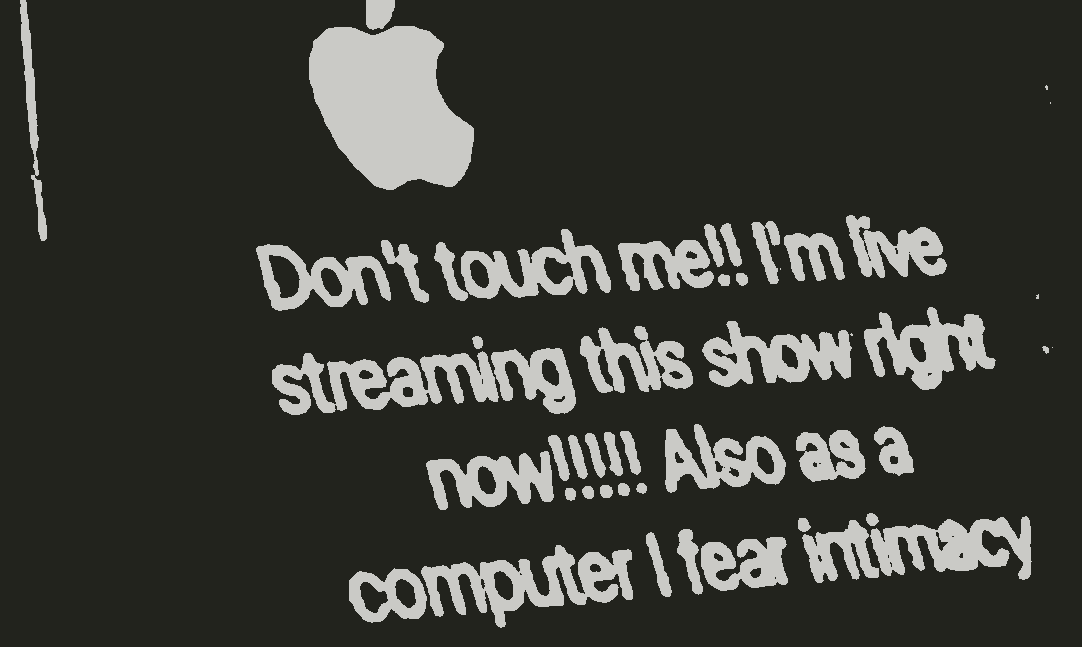 Don't touch me!! I'm live
streaming this show right
now!!!!!! Also as a
computer I fear intimacy